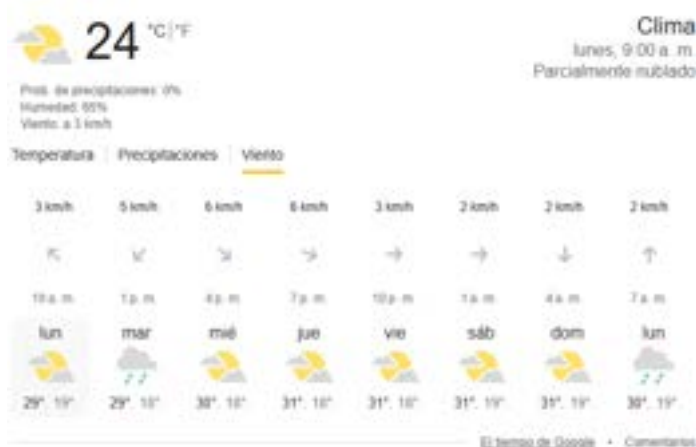 24 °C|°F
Clima
lunes, 9:00 a. m.
Parcialmente nublado
Prob. de precipitaciones: 0%
Humedad: 65%
Viento: a 3 km/h
Temperatura | Precipitaciones | Viento
3 km/h 5 km/h 6 km/h 6 km/h 3 km/h 2 km/h 2 km/h 2 km/h
10 a. m. 1 p. m. 4 p. m. 7 p. m. 10 p. m. 1 a. m. 4 a. m. 7 a. m.
lun mar mié jue vie sáb dom lun
29° 19° 29° 18° 30° 18° 31° 18° 31° 18° 31° 19° 31° 19° 30° 19°
El tiempo de Google • Comentarios